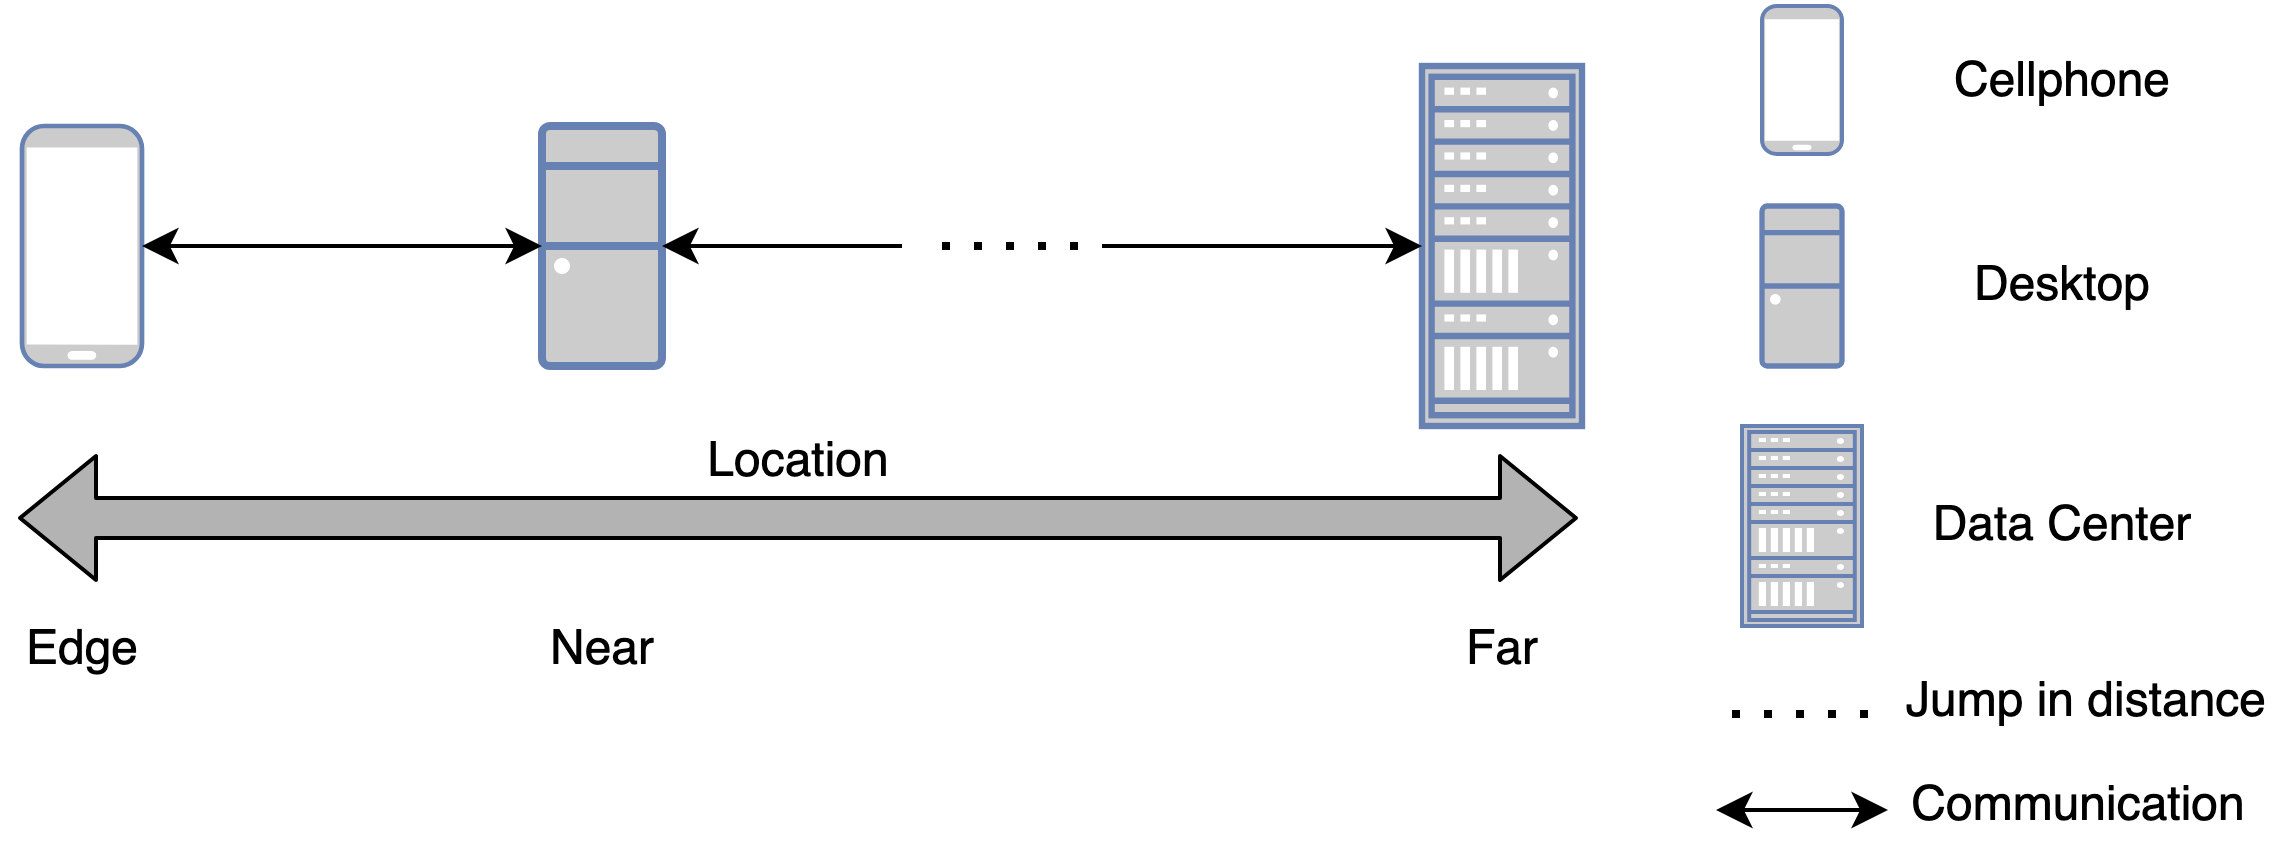 Location
Edge
Near
Far
Cellphone
Desktop
Data Center
Jump in distance
Communication